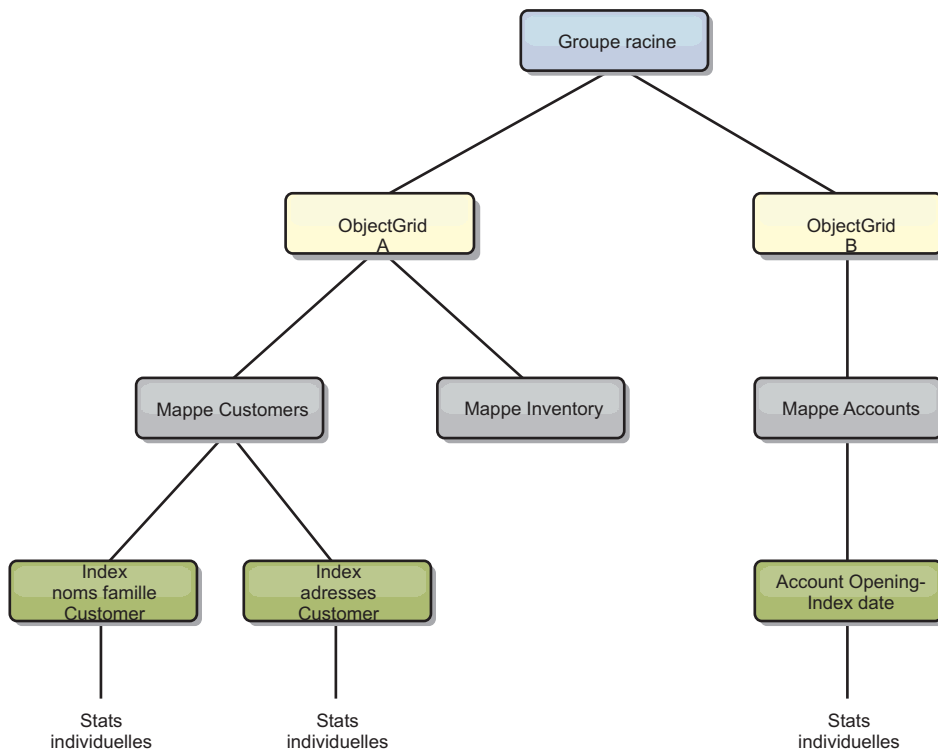 Groupe racine
ObjectGrid
A
ObjectGrid
B
Mappe Customers
Mappe Inventory
Mappe Accounts
Index
noms famille
Customer
Index
adresses
Customer
Account Opening-
Index date
Stats
individuelles
Stats
individuelles
Stats
individuelles